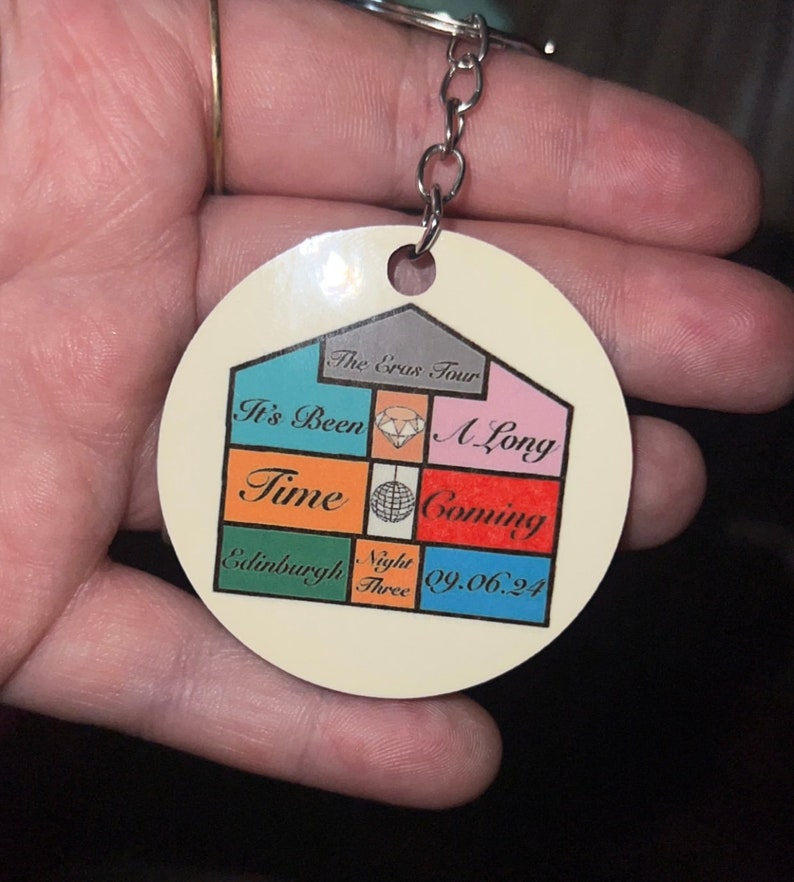 The Eras Tour
It's Been
A Long
Time
Coming
Edinburgh
Night
Three
09.06.24